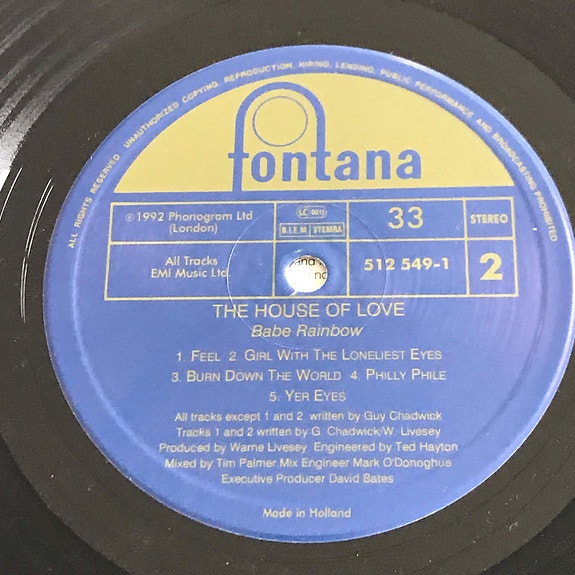 ALL RIGHTS RESERVED. UNAUTHORIZED COPYING, REPRODUCTION, HIRING, LENDING, PUBLIC PERFORMANCE AND BROADCASTING PROHIBITED
fontana
℗1992 Phonogram Ltd
(London)
LC 0211
B.I.E.M STEMRA
33
STEREO
All Tracks
EMI Music Ltd.
512 549-1
2
THE HOUSE OF LOVE
Babe Rainbow
1. FEEL 2. GIRL WITH THE LONELIEST EYES
3. BURN DOWN THE WORLD 4. PHILLY PHILE
5. YER EYES
All tracks except 1 and 2. written by Guy Chadwick
Tracks 1 and 2 written by G. Chadwick/W. Livesey
Produced by Warne Livesey. Engineered by Ted Hayton
Mixed by Tim Palmer. Mix Engineer Mark O'Donoghue
Executive Producer David Bates
Made in Holland